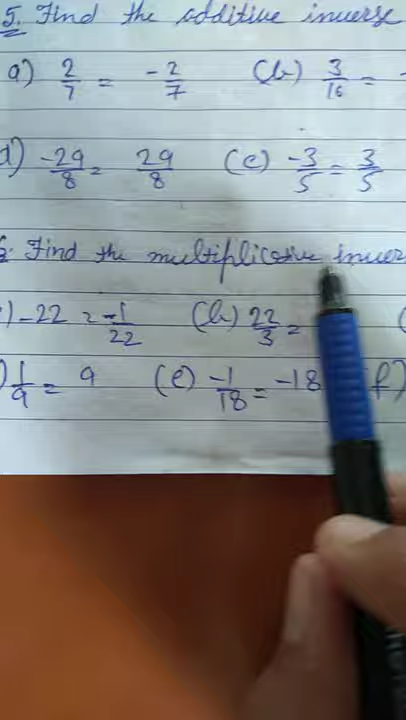 5. Find the additive inverse
a) 2/7 = -2/7 (b) 3/16 = -
d) -29/8 = 29/8 (e) -3/5 = 3/5
6. Find the multiplicative inver
) -22 = -1/22 (b) 22/3 = (
) 1/9 = 9 (e) -1/18 = -18 (f)